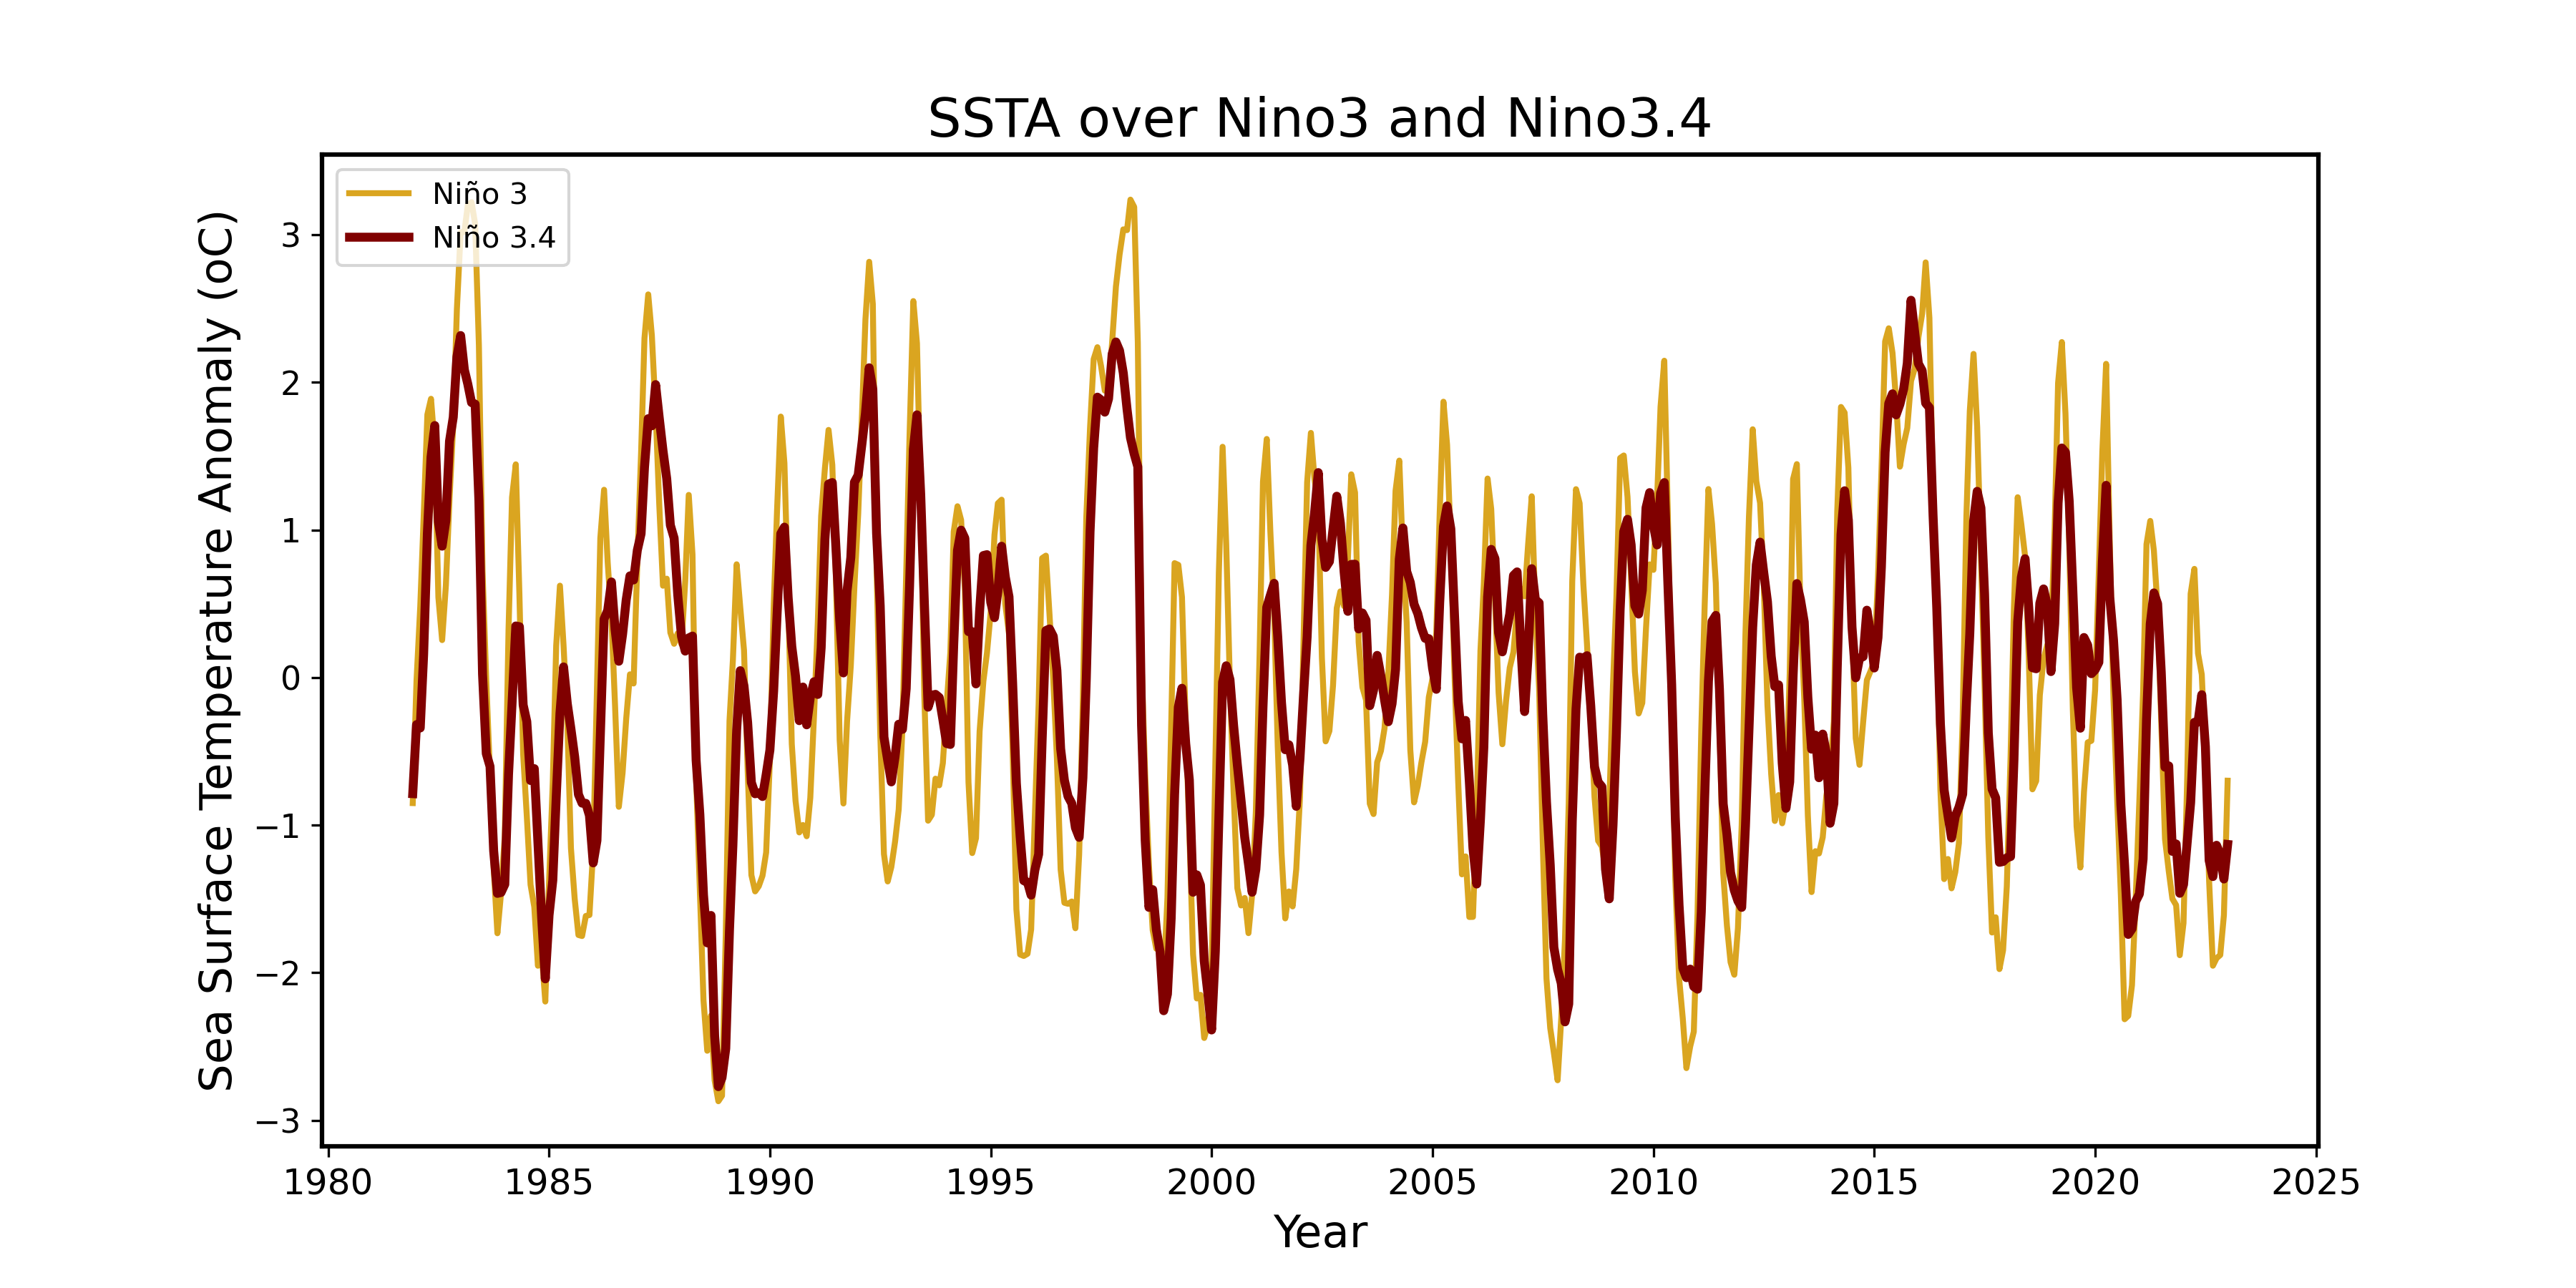 SSTA over Nino3 and Nino3.4
Niño 3
Niño 3.4
Sea Surface Temperature Anomaly (oC)
3
2
1
0
−1
−2
−3
1980 1985 1990 1995 2000 2005 2010 2015 2020 2025
Year